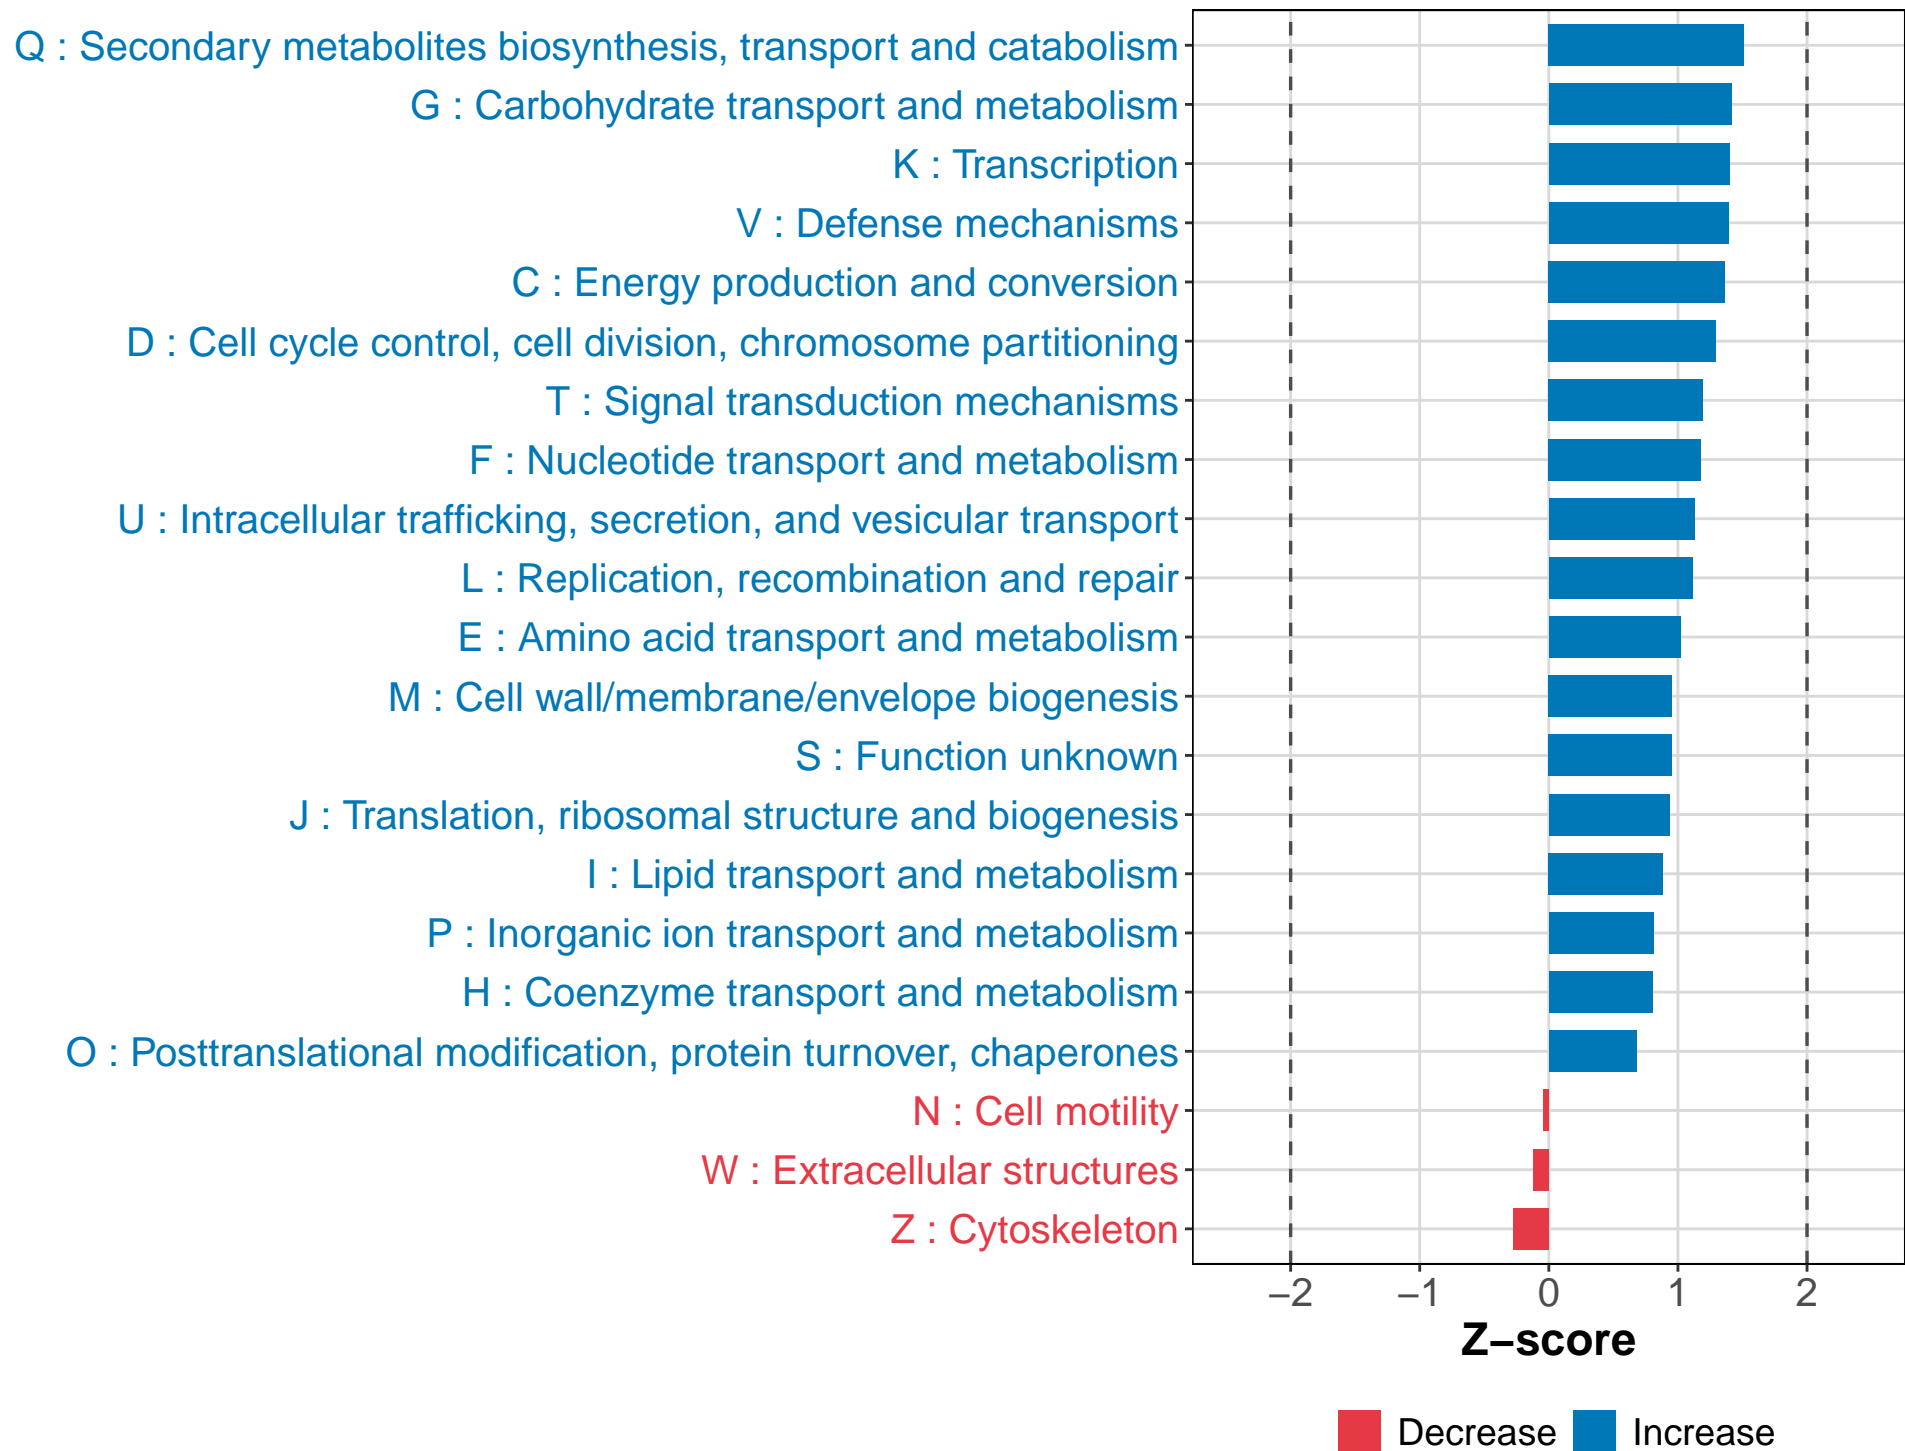 Q : Secondary metabolites biosynthesis, transport and catabolism
G : Carbohydrate transport and metabolism
K : Transcription
V : Defense mechanisms
C : Energy production and conversion
D : Cell cycle control, cell division, chromosome partitioning
T : Signal transduction mechanisms
F : Nucleotide transport and metabolism
U : Intracellular trafficking, secretion, and vesicular transport
L : Replication, recombination and repair
E : Amino acid transport and metabolism
M : Cell wall/membrane/envelope biogenesis
S : Function unknown
J : Translation, ribosomal structure and biogenesis
I : Lipid transport and metabolism
P : Inorganic ion transport and metabolism
H : Coenzyme transport and metabolism
O : Posttranslational modification, protein turnover, chaperones
N : Cell motility
W : Extracellular structures
Z : Cytoskeleton
−2 −1 0 1 2
Z−score
Decrease Increase